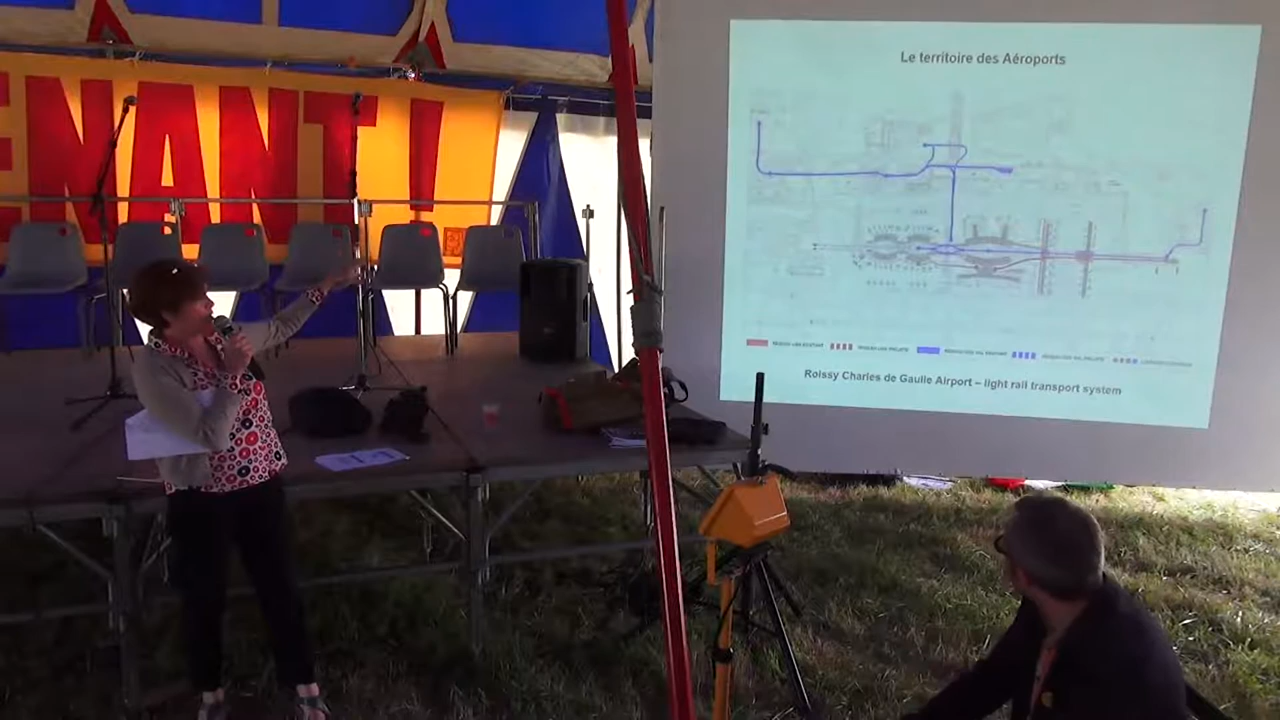 ENANT!
Le territoire des Aéroports
Roissy Charles de Gaulle Airport – light rail transport system